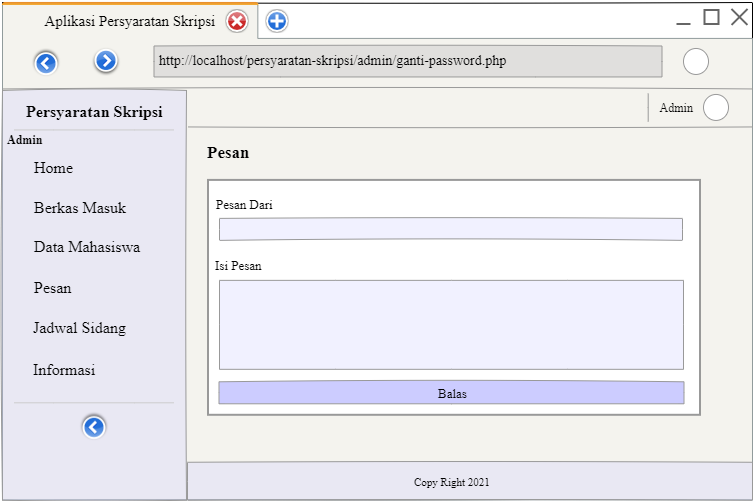 Aplikasi Persyaratan Skripsi
http://localhost/persyaratan-skripsi/admin/ganti-password.php
Persyaratan Skripsi
Admin
Admin
Home
Berkas Masuk
Data Mahasiswa
Pesan
Jadwal Sidang
Informasi
Pesan
Pesan Dari
Isi Pesan
Balas
Copy Right 2021